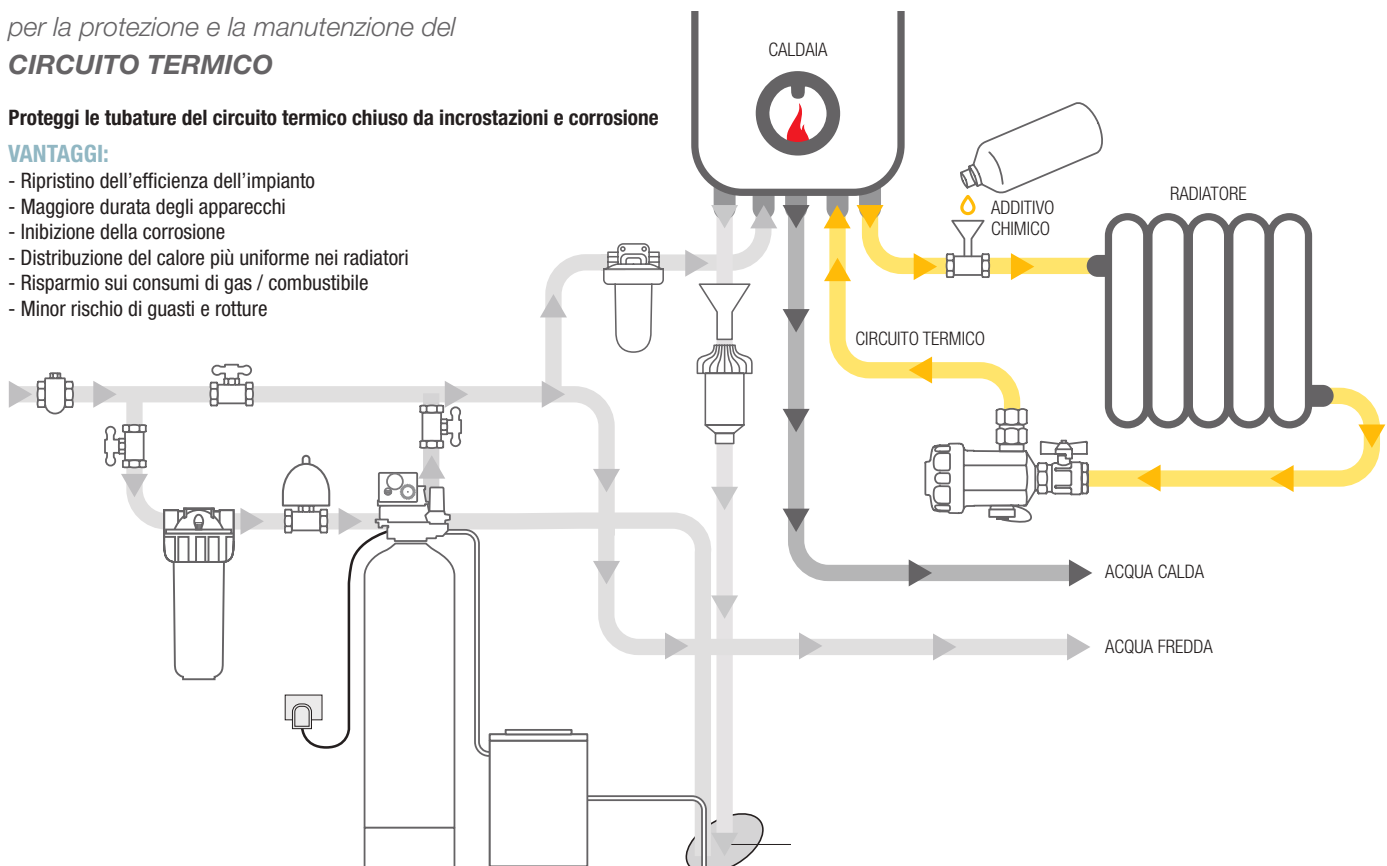 per la protezione e la manutenzione del
CIRCUITO TERMICO
Proteggi le tubature del circuito termico chiuso da incrostazioni e corrosione
VANTAGGI:
- Ripristino dell'efficienza dell'impianto
- Maggiore durata degli apparecchi
- Inibizione della corrosione
- Distribuzione del calore più uniforme nei radiatori
- Risparmio sui consumi di gas / combustibile
- Minor rischio di guasti e rotture
CALDAIA
ADDITIVO
CHIMICO
RADIATORE
CIRCUITO TERMICO
ACQUA CALDA
ACQUA FREDDA